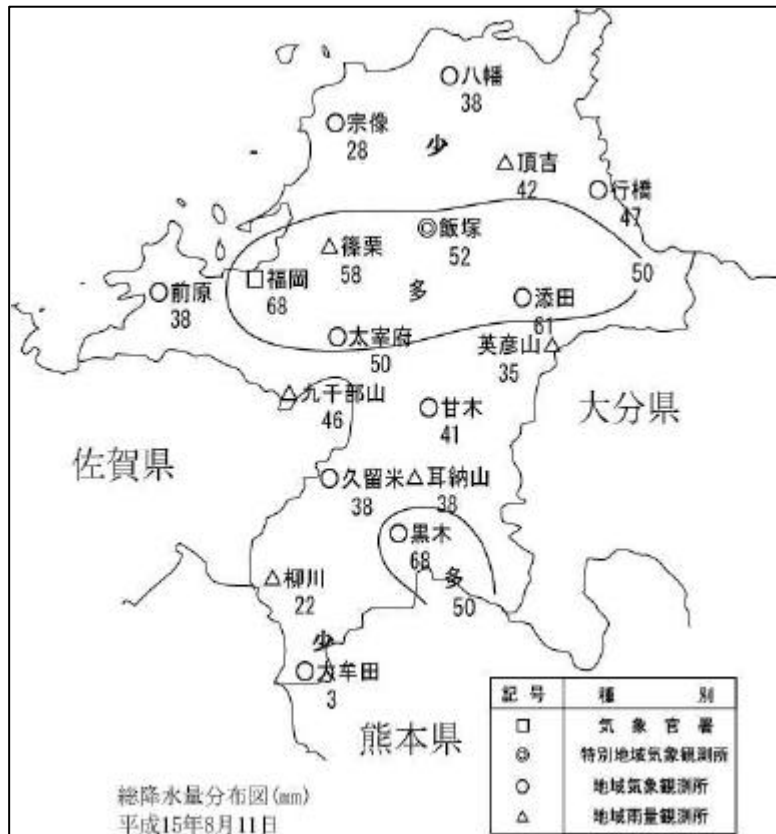 ○八幡
38
○宗像
28
少
△頂吉
42
○行橋
47
◎飯塚
52
△篠栗
58
50
□福岡
68
多
○前原
38
○添田
61
○太宰府
50
英彦山△
35
△九千部山
46
○甘木
41
大分県
佐賀県
○久留米
38
△耳納山
38
○黒木
68
多
50
△柳川
22
少
○大牟田
3
熊本県
記号 種別
□ 気象官署
◎ 特別地域気象観測所
○ 地域気象観測所
△ 地域雨量観測所
総降水量分布図(mm)
平成15年8月11日